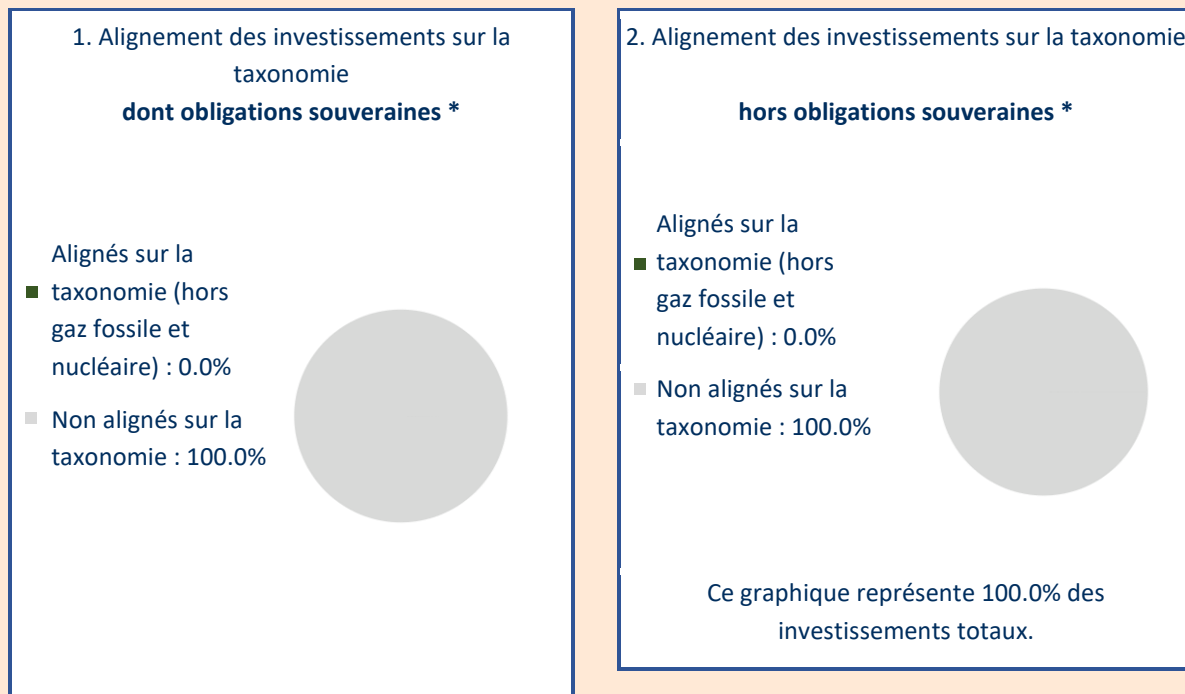 1. Alignement des investissements sur la
taxonomie
dont obligations souveraines *
Alignés sur la
taxonomie (hors
gaz fossile et
nucléaire) : 0.0%
Non alignés sur la
taxonomie : 100.0%
2. Alignement des investissements sur la taxonomie
hors obligations souveraines *
Alignés sur la
taxonomie (hors
gaz fossile et
nucléaire) : 0.0%
Non alignés sur la
taxonomie : 100.0%
Ce graphique représente 100.0% des
investissements totaux.